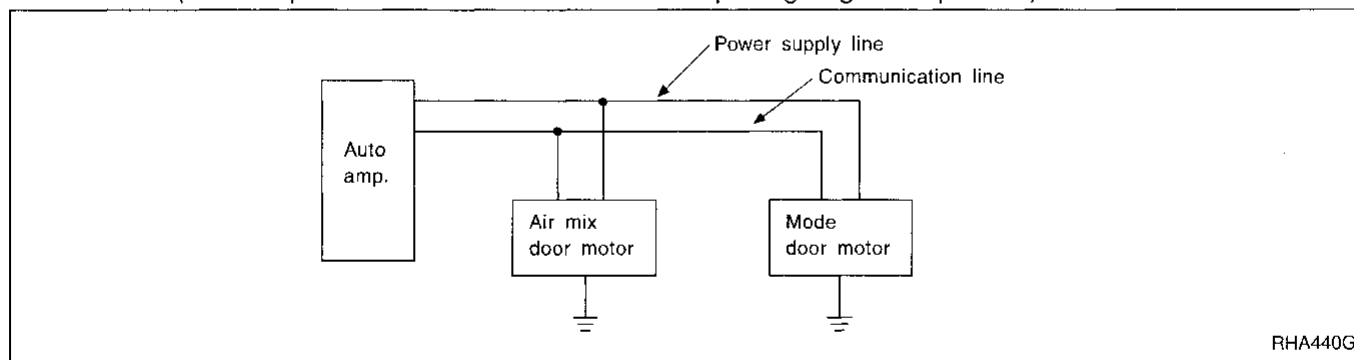 Power supply line
Communication line
Auto
amp.
Air mix
door motor
Mode
door motor
RHA440G